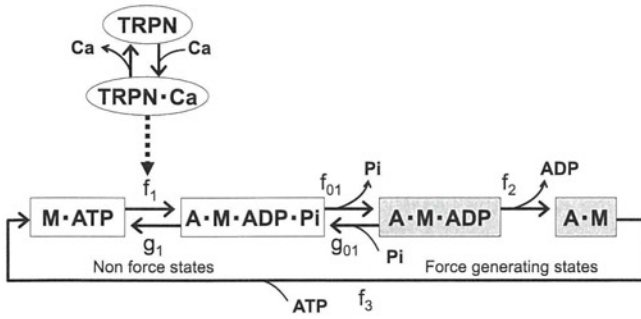 TRPN
Ca
Ca
TRPN·Ca
f1
f01
Pi
f2
ADP
M·ATP
A·M·ADP·Pi
A·M·ADP
A·M
g1
g01
Pi
Non force states
Force generating states
ATP
f3